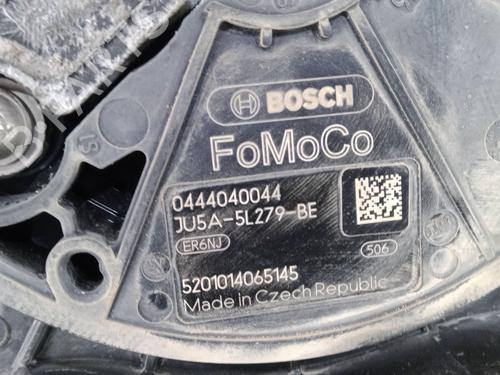 BOSCH
FoMoCo
0444040044
JU5A-5L279-BE
ER6NJ
506
5201014065145
Made in Czech Republic